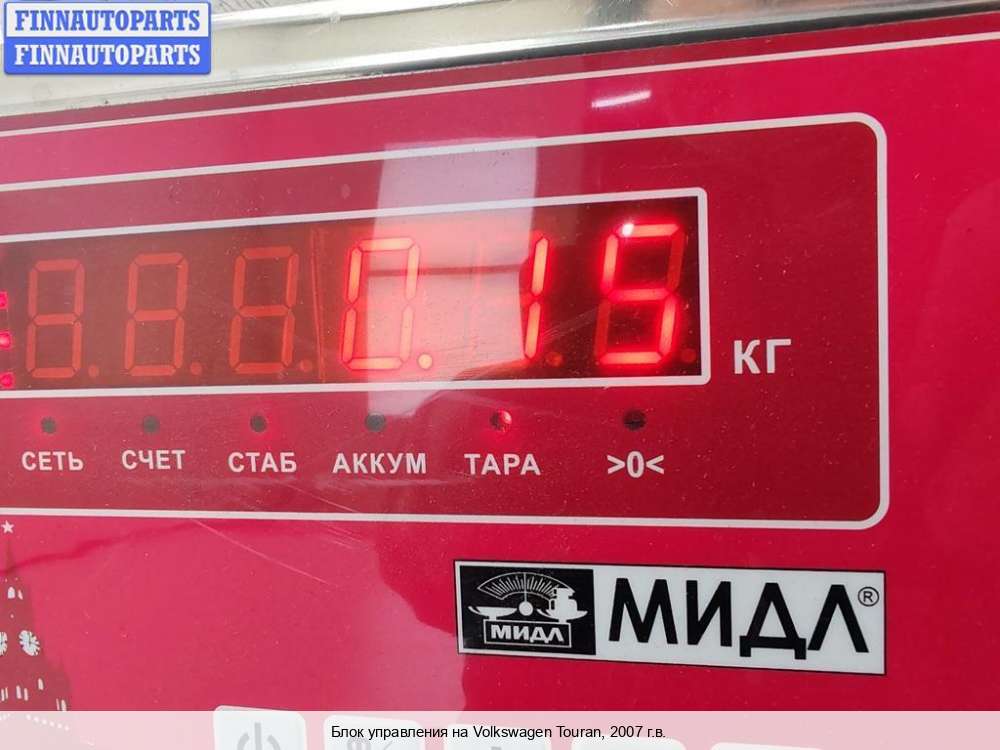 FINNAUTOPARTS
FINNAUTOPARTS
0.15
КГ
СЕТЬ СЧЕТ СТАБ АККУМ ТАРА >0<
МИДЛ
МИДЛ®
Блок управления на Volkswagen Touran, 2007 г.в.